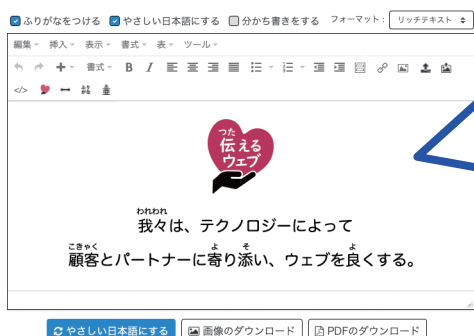 ふりがなをつける やさしい日本語にする 分かち書きをする フォーマット: リッチテキスト
編集 挿入 表示 書式 表 ツール
書式 B I
つた
伝える
ウェブ
われわれ
我々は、テクノロジーによって
こきゃく よ そ よ
顧客とパートナーに寄り添い、ウェブを良くする。
やさしい日本語にする 画像のダウンロード PDFのダウンロード